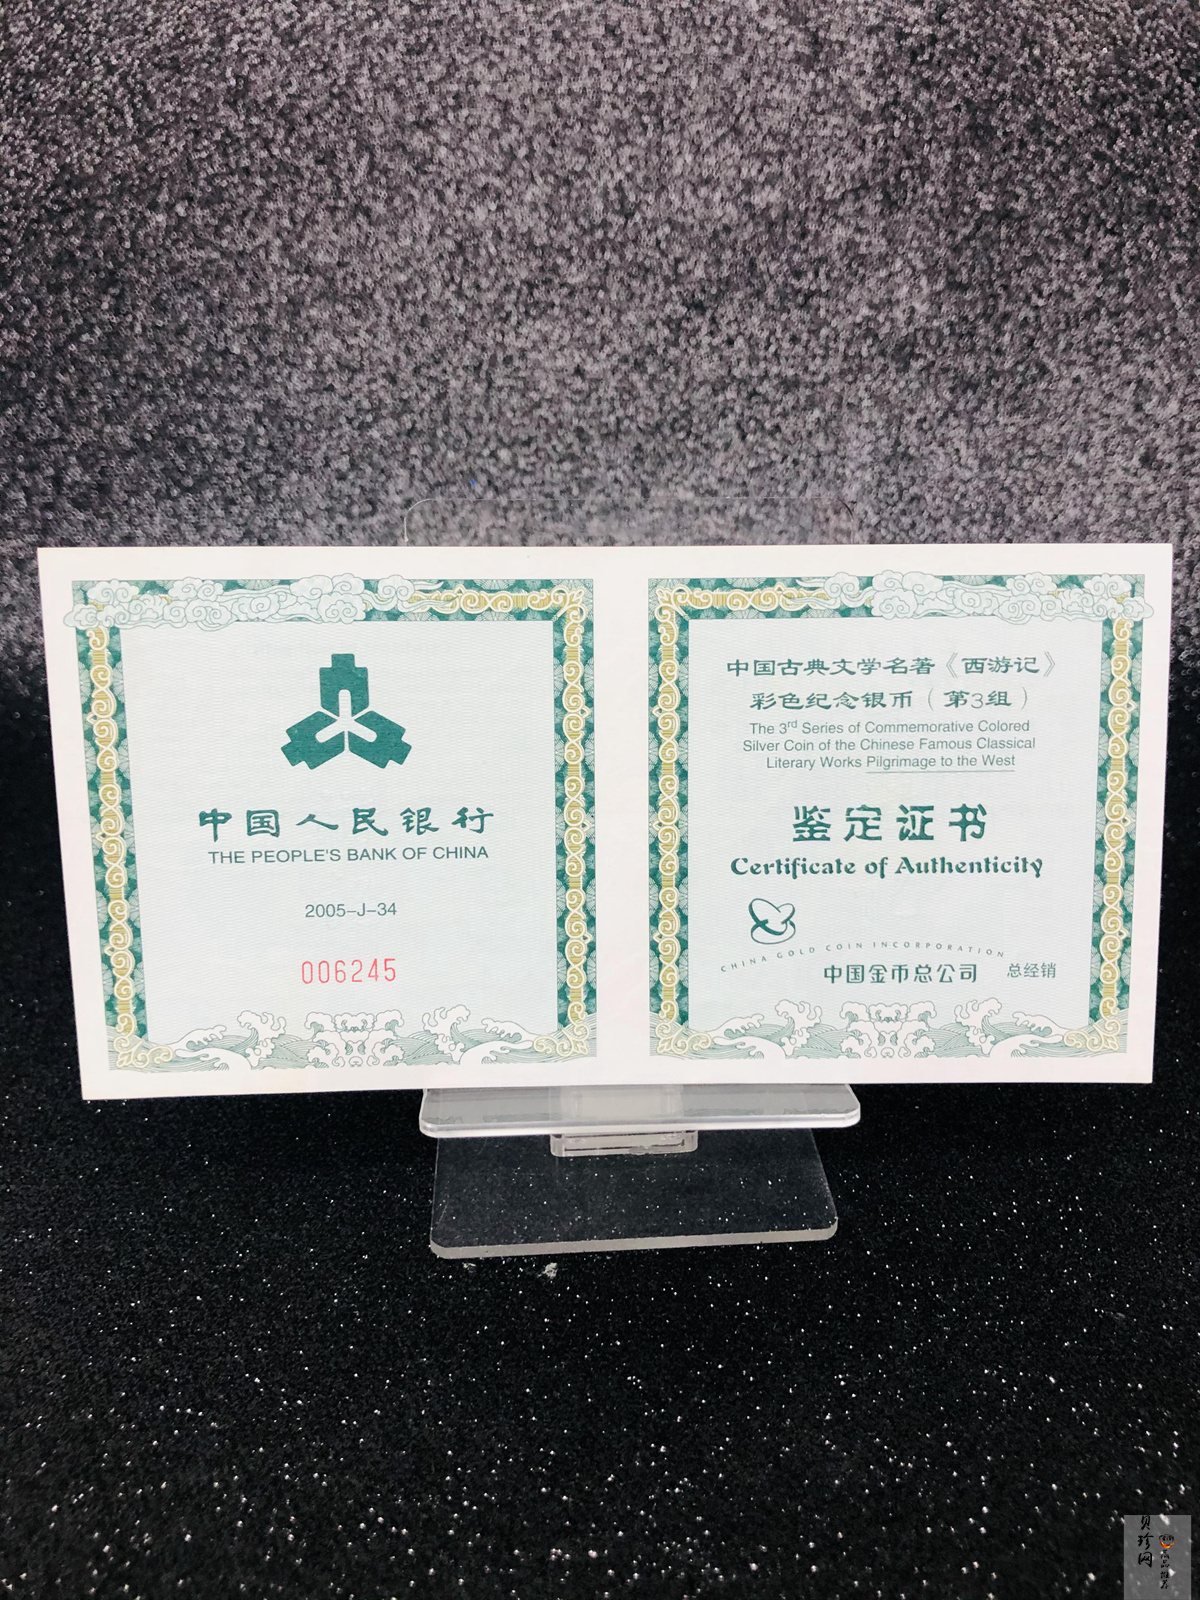 中国人民银行
THE PEOPLE'S BANK OF CHINA
2005-J-34
006245
中国古典文学名著《西游记》
彩色纪念银币（第3组）
The 3rd Series of Commemorative Colored
Silver Coin of the Chinese Famous Classical
Literary Works Pilgrimage to the West
鉴定证书
Certificate of Authenticity
CHINA GOLD COIN INCORPORATION
中国金币总公司 总经销
贝珍网